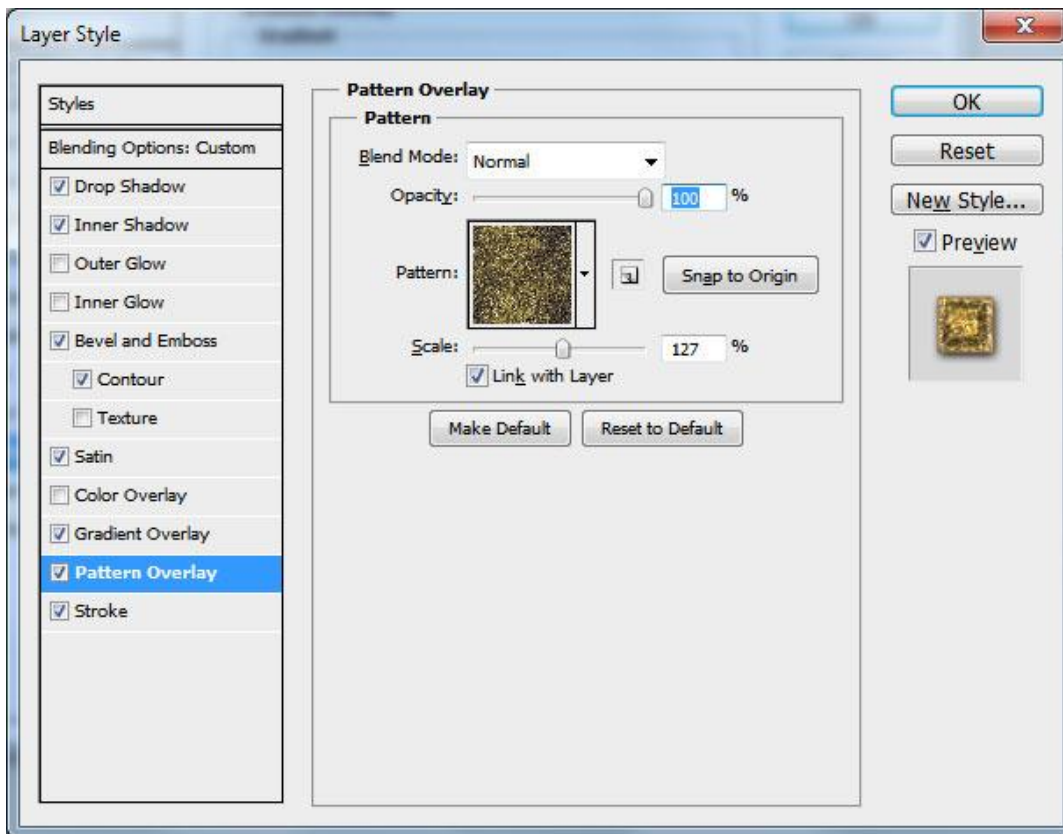 Layer Style
Styles
Blending Options: Custom
Drop Shadow
Inner Shadow
Outer Glow
Inner Glow
Bevel and Emboss
Contour
Texture
Satin
Color Overlay
Gradient Overlay
Pattern Overlay
Stroke
Pattern Overlay
Pattern
Blend Mode: Normal
Opacity: 100 %
Pattern: Snap to Origin
Scale: 127 %
Link with Layer
Make Default Reset to Default
OK
Reset
New Style...
Preview